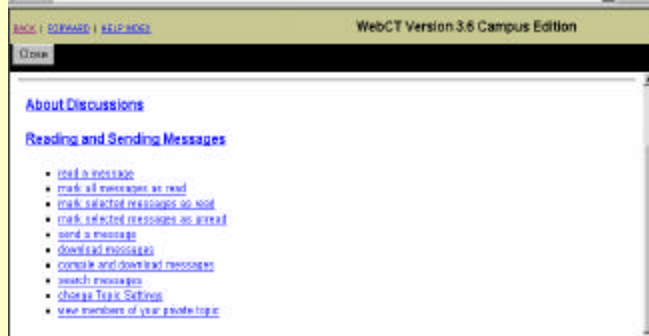 BACK | FORWARD | HELP INDEX WebCT Version 3.6 Campus Edition
Close
About Discussions
Reading and Sending Messages
• read a message
• mark all messages as read
• mark selected messages as read
• mark selected messages as unread
• send a message
• download messages
• compile and download messages
• search messages
• change Topic Settings
• view members of your private topic